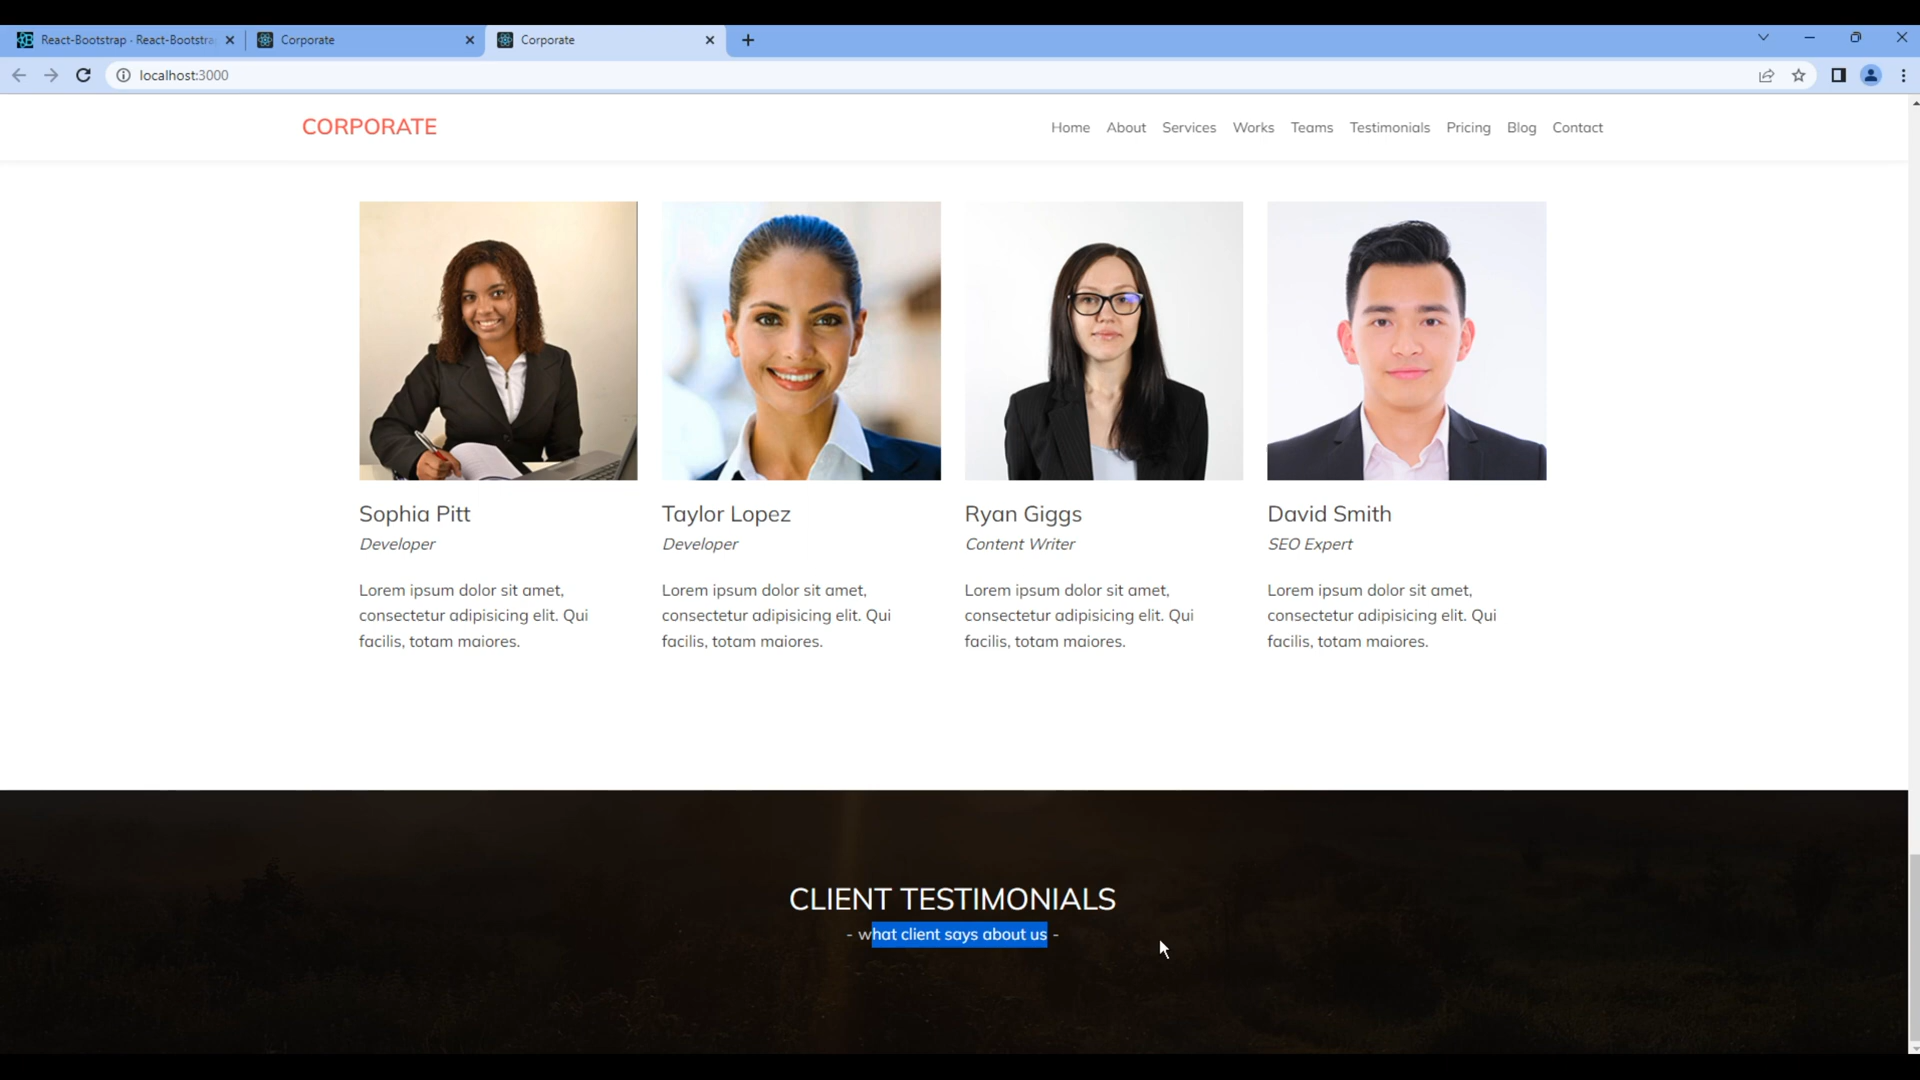 React-Bootstrap · React-Bootstra
Corporate
Corporate
localhost:3000
CORPORATE
Home About Services Works Teams Testimonials Pricing Blog Contact
Sophia Pitt
Developer
Lorem ipsum dolor sit amet,
consectetur adipisicing elit. Qui
facilis, totam maiores.
Taylor Lopez
Developer
Lorem ipsum dolor sit amet,
consectetur adipisicing elit. Qui
facilis, totam maiores.
Ryan Giggs
Content Writer
Lorem ipsum dolor sit amet,
consectetur adipisicing elit. Qui
facilis, totam maiores.
David Smith
SEO Expert
Lorem ipsum dolor sit amet,
consectetur adipisicing elit. Qui
facilis, totam maiores.
CLIENT TESTIMONIALS
- what client says about us -